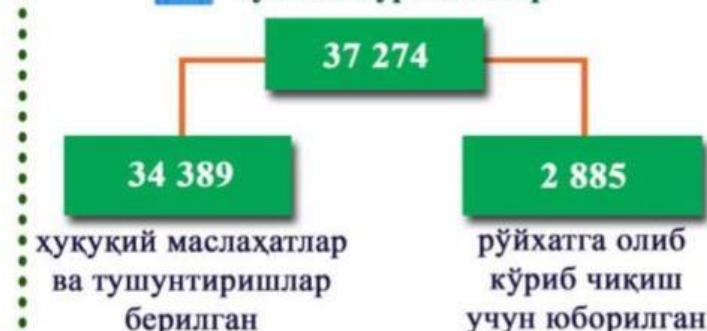 37 274
34 389
2 885
ҳуқуқий маслаҳатлар
ва тушунтиришлар
берилган
рўйхатга олиб
кўриб чиқиш
учун юборилган